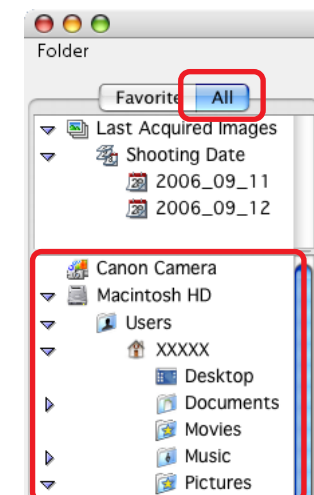 Folder
Favorite All
Last Acquired Images
Shooting Date
2006_09_11
2006_09_12
Canon Camera
Macintosh HD
Users
XXXXX
Desktop
Documents
Movies
Music
Pictures